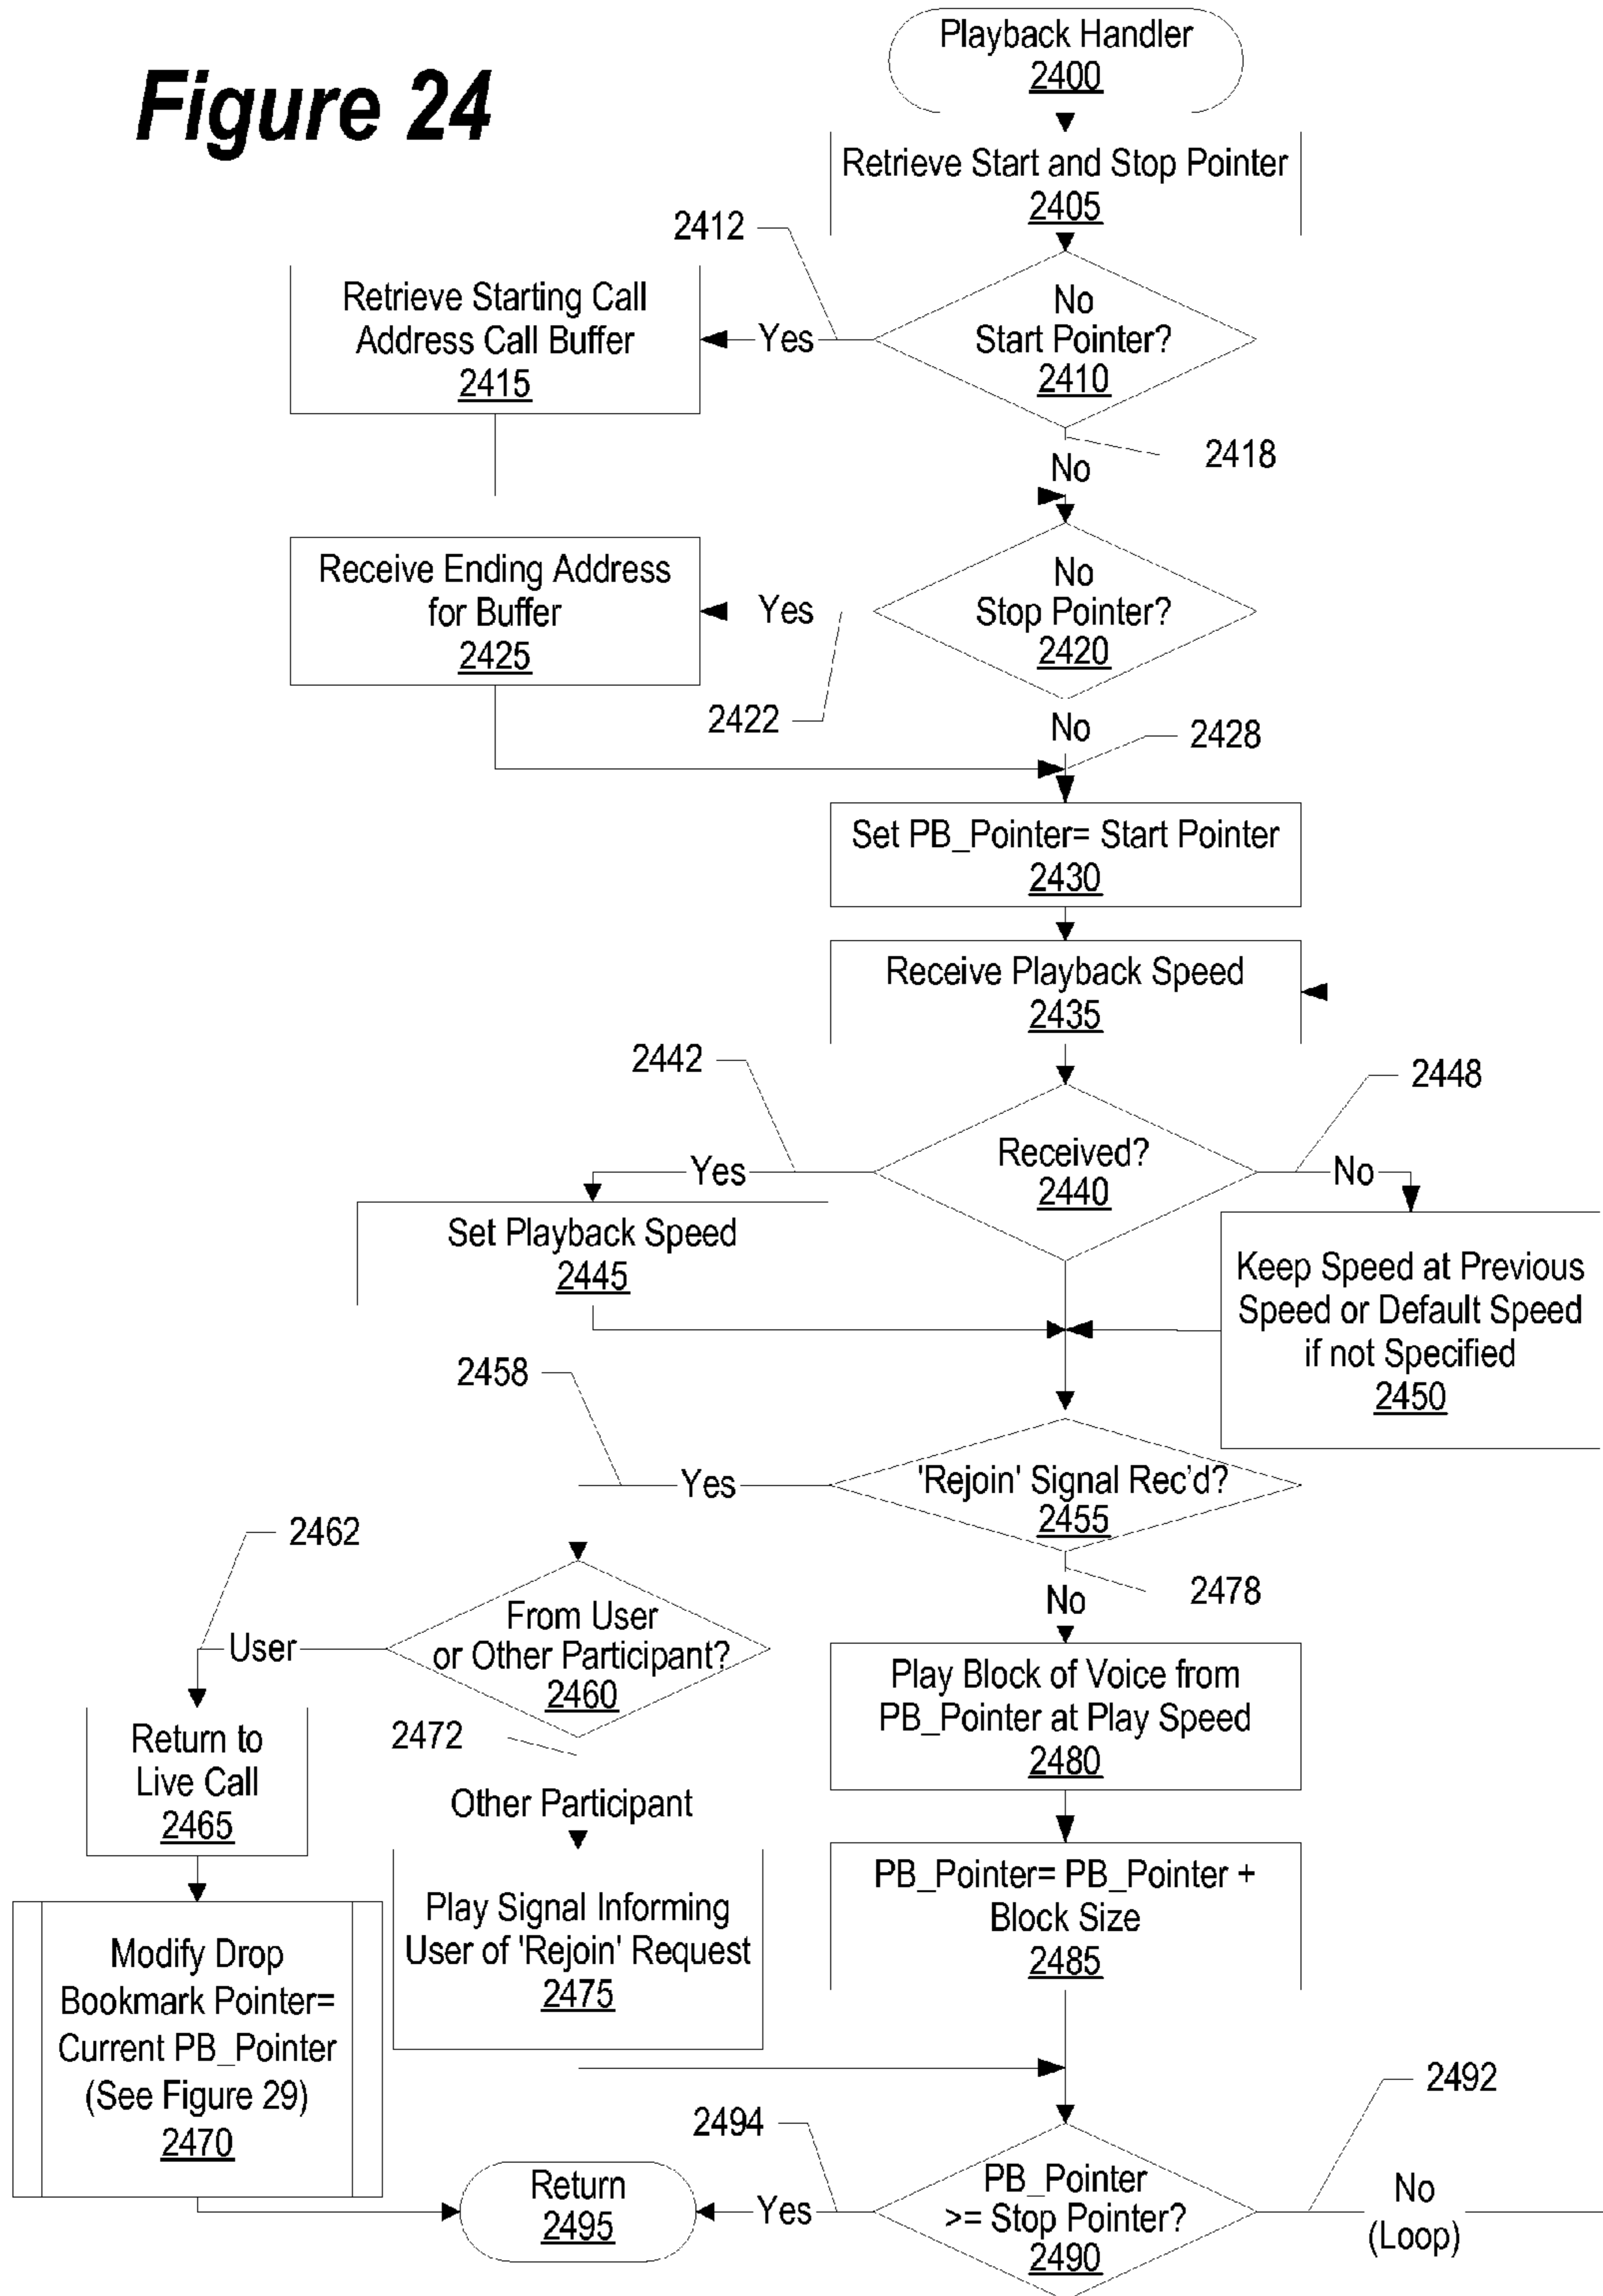 Figure 24
Playback Handler
2400
Retrieve Start and Stop Pointer
2405
2412
Retrieve Starting Call
Address Call Buffer
2415
Yes
No
Start Pointer?
2410
2418
No
Receive Ending Address
for Buffer
2425
Yes
No
Stop Pointer?
2420
2422
No
2428
Set PB_Pointer= Start Pointer
2430
Receive Playback Speed
2435
2442
2448
Yes
Received?
2440
No
Set Playback Speed
2445
Keep Speed at Previous
Speed or Default Speed
if not Specified
2450
2458
Yes
'Rejoin' Signal Rec'd?
2455
2462
2478
No
User
From User
or Other Participant?
2460
2472
Return to
Live Call
2465
Other Participant
Play Block of Voice from
PB_Pointer at Play Speed
2480
Play Signal Informing
User of 'Rejoin' Request
2475
PB_Pointer= PB_Pointer +
Block Size
2485
Modify Drop
Bookmark Pointer=
Current PB_Pointer
(See Figure 29)
2470
2494
2492
Return
2495
Yes
PB_Pointer
>= Stop Pointer?
2490
No
(Loop)